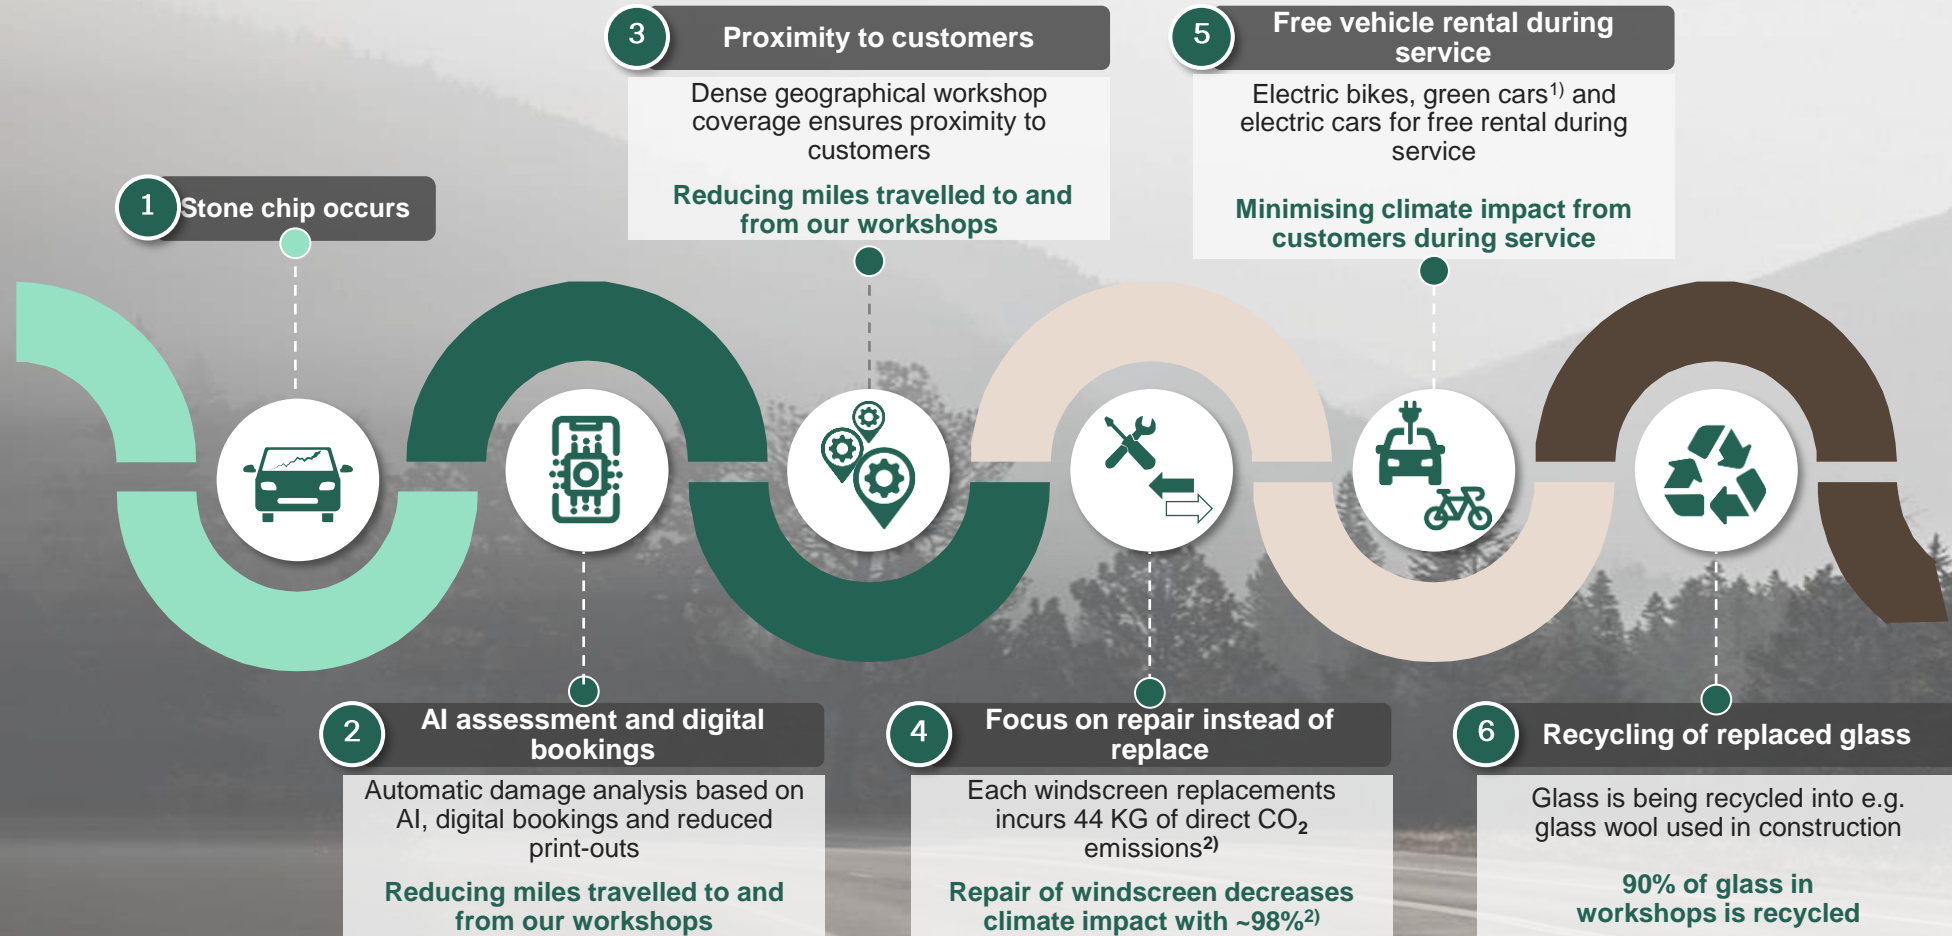 1
Stone chip occurs
2
AI assessment and digital
bookings
Automatic damage analysis based on
AI, digital bookings and reduced
print-outs
Reducing miles travelled to and
from our workshops
3
Proximity to customers
Dense geographical workshop
coverage ensures proximity to
customers
Reducing miles travelled to and
from our workshops
4
Focus on repair instead of
replace
Each windscreen replacements
incurs 44 KG of direct CO₂
emissions²⁾
Repair of windscreen decreases
climate impact with ~98%²⁾
5
Free vehicle rental during
service
Electric bikes, green cars¹⁾ and
electric cars for free rental during
service
Minimising climate impact from
customers during service
6
Recycling of replaced glass
Glass is being recycled into e.g.
glass wool used in construction
90% of glass in
workshops is recycled